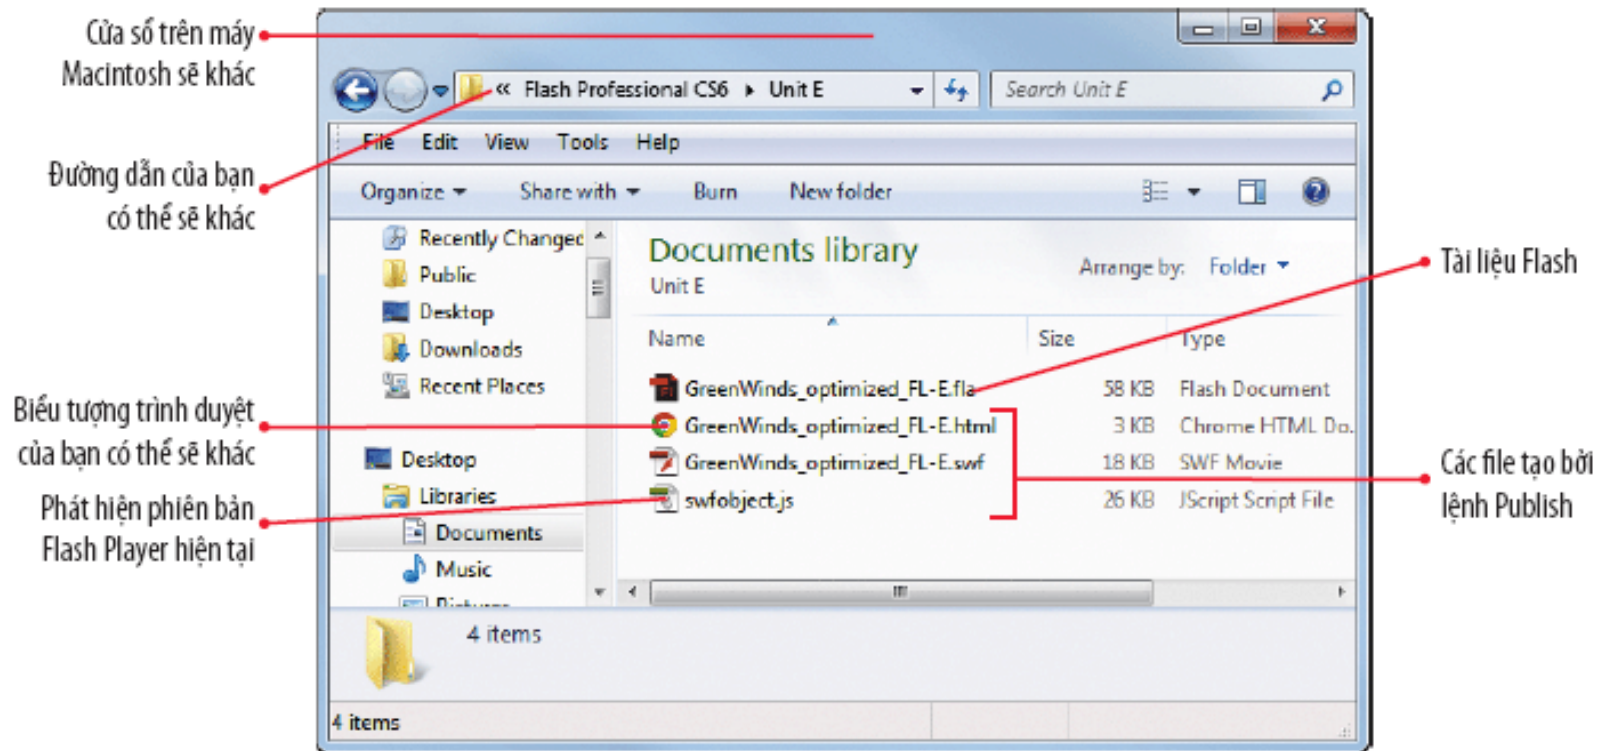 Cửa sổ trên máy
Macintosh sẽ khác
« Flash Professional CS6 ▸ Unit E
Search Unit E
File Edit View Tools Help
Đường dẫn của bạn
có thể sẽ khác
Organize Share with Burn New folder
Recently Changed
Public
Desktop
Downloads
Recent Places
Desktop
Libraries
Documents
Music
Pictures
Documents library
Unit E
Arrange by: Folder
Name Size Type
GreenWinds_optimized_FL-E.fla 58 KB Flash Document
GreenWinds_optimized_FL-E.html 3 KB Chrome HTML Do.
GreenWinds_optimized_FL-E.swf 18 KB SWF Movie
swfobject.js 26 KB JScript Script File
Tài liệu Flash
Biểu tượng trình duyệt
của bạn có thể sẽ khác
Phát hiện phiên bản
Flash Player hiện tại
Các file tạo bởi
lệnh Publish
4 items
4 items